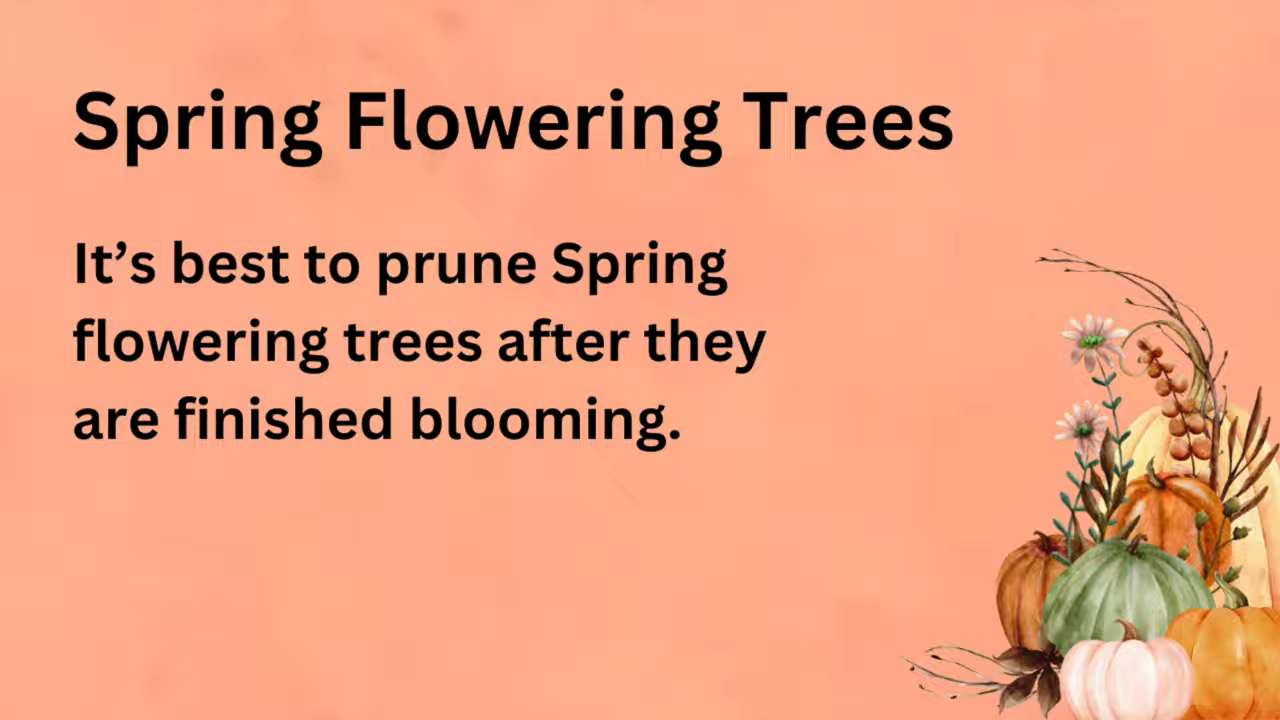 Spring Flowering Trees
It’s best to prune Spring
flowering trees after they
are finished blooming.